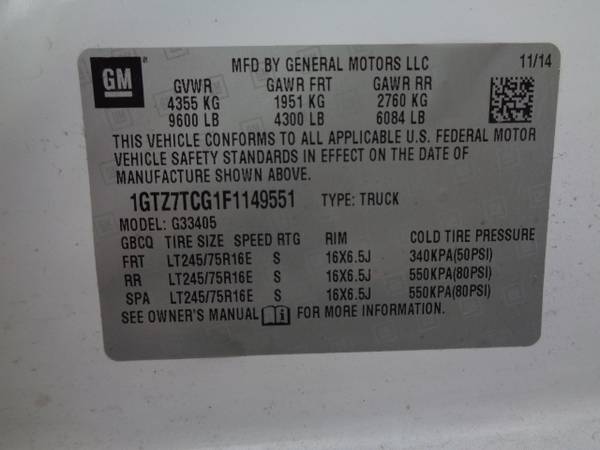 GM MFD BY GENERAL MOTORS LLC 11/14
GVWR GAWR FRT GAWR RR
4355 KG 1951 KG 2760 KG
9600 LB 4300 LB 6084 LB
THIS VEHICLE CONFORMS TO ALL APPLICABLE U.S. FEDERAL MOTOR
VEHICLE SAFETY STANDARDS IN EFFECT ON THE DATE OF
MANUFACTURE SHOWN ABOVE.
1GTZ7TCG1F1149551 TYPE: TRUCK
MODEL: G33405
GBCQ TIRE SIZE SPEED RTG RIM COLD TIRE PRESSURE
FRT LT245/75R16E S 16X6.5J 340KPA(50PSI)
RR LT245/75R16E S 16X6.5J 550KPA(80PSI)
SPA LT245/75R16E S 16X6.5J 550KPA(80PSI)
SEE OWNER'S MANUAL i FOR MORE INFORMATION.